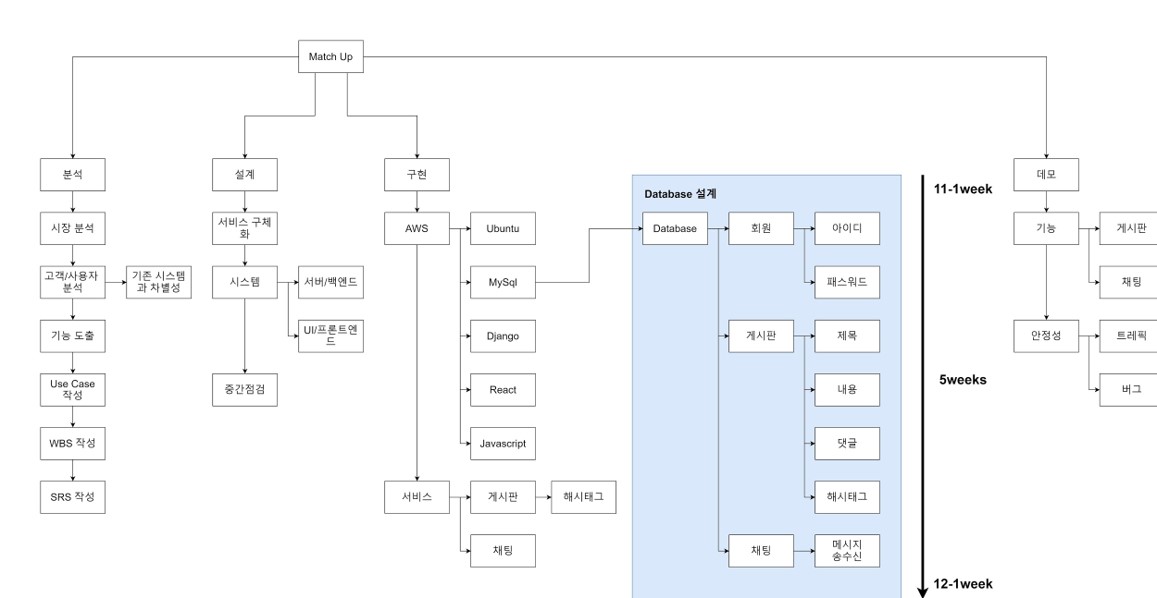 Match Up
분석
설계
구현
데모
11-1week
Database 설계
시장 분석
서비스 구체
화
AWS
Ubuntu
Database
회원
아이디
기능
게시판
고객/사용자
분석
기존 시스템
과 차별성
시스템
서버/백엔드
MySql
패스워드
채팅
기능 도출
UI/프론트엔
드
Django
게시판
제목
안정성
트레픽
Use Case
작성
중간점검
React
내용
5weeks
버그
WBS 작성
Javascript
댓글
SRS 작성
서비스
게시판
해시태그
해시태그
채팅
채팅
메시지
송수신
12-1week